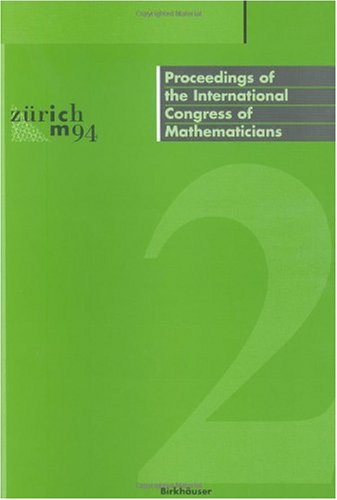 zürich
m94
Proceedings of
the International
Congress of
Mathematicians
2
Birkhäuser